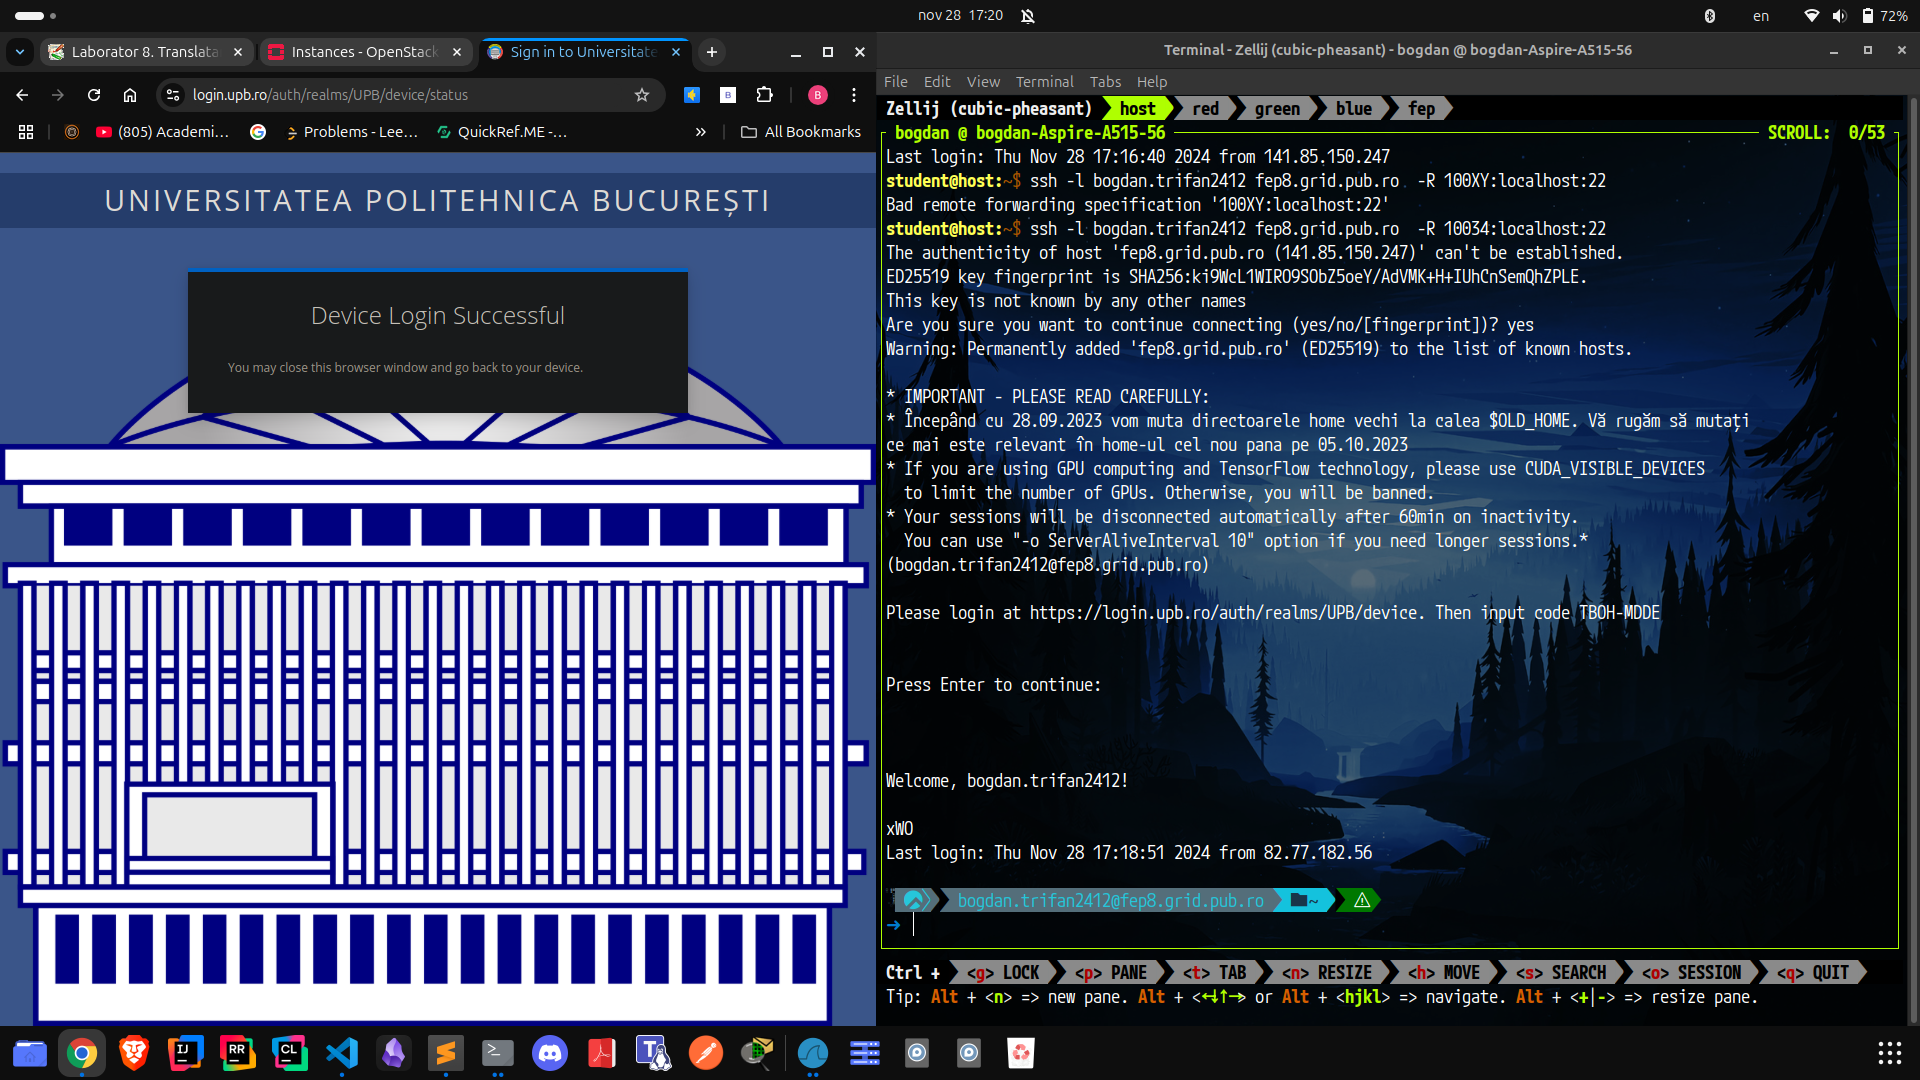 nov 28 17:20
en
72%
Laborator 8. Translata
Instances - OpenStack
Sign in to Universitate
login.upb.ro/auth/realms/UPB/device/status
B
B
(805) Academi...
Problems - Lee...
QuickRef.ME -...
»
All Bookmarks
UNIVERSITATEA POLITEHNICA BUCUREȘTI
Device Login Successful
You may close this browser window and go back to your device.
Terminal - Zellij (cubic-pheasant) - bogdan @ bogdan-Aspire-A515-56
File Edit View Terminal Tabs Help
Zellij (cubic-pheasant) host red green blue fep
bogdan @ bogdan-Aspire-A515-56 SCROLL: 0/53
Last login: Thu Nov 28 17:16:40 2024 from 141.85.150.247
student@host:~$ ssh -l bogdan.trifan2412 fep8.grid.pub.ro -R 100XY:localhost:22
Bad remote forwarding specification '100XY:localhost:22'
student@host:~$ ssh -l bogdan.trifan2412 fep8.grid.pub.ro -R 10034:localhost:22
The authenticity of host 'fep8.grid.pub.ro (141.85.150.247)' can't be established.
ED25519 key fingerprint is SHA256:ki9WcL1WIRO9SObZ5oeY/AdVMK+H+IUhCnSemQhZPLE.
This key is not known by any other names
Are you sure you want to continue connecting (yes/no/[fingerprint])? yes
Warning: Permanently added 'fep8.grid.pub.ro' (ED25519) to the list of known hosts.
* IMPORTANT - PLEASE READ CAREFULLY:
* Începând cu 28.09.2023 vom muta directoarele home vechi la calea $OLD_HOME. Vă rugăm să mutați
ce mai este relevant în home-ul cel nou pana pe 05.10.2023
* If you are using GPU computing and TensorFlow technology, please use CUDA_VISIBLE_DEVICES
to limit the number of GPUs. Otherwise, you will be banned.
* Your sessions will be disconnected automatically after 60min on inactivity.
You can use "-o ServerAliveInterval 10" option if you need longer sessions.*
(bogdan.trifan2412@fep8.grid.pub.ro)
Please login at https://login.upb.ro/auth/realms/UPB/device. Then input code TBOH-MDDE
Press Enter to continue:
Welcome, bogdan.trifan2412!
xWO
Last login: Thu Nov 28 17:18:51 2024 from 82.77.182.56
bogdan.trifan2412@fep8.grid.pub.ro ~
Ctrl + <g> LOCK <p> PANE <t> TAB <n> RESIZE <h> MOVE <s> SEARCH <o> SESSION <q> QUIT
Tip: Alt + <n> => new pane. Alt + <←↓↑→> or Alt + <hjkl> => navigate. Alt + <+|-> => resize pane.
IJ
RR
CL
T